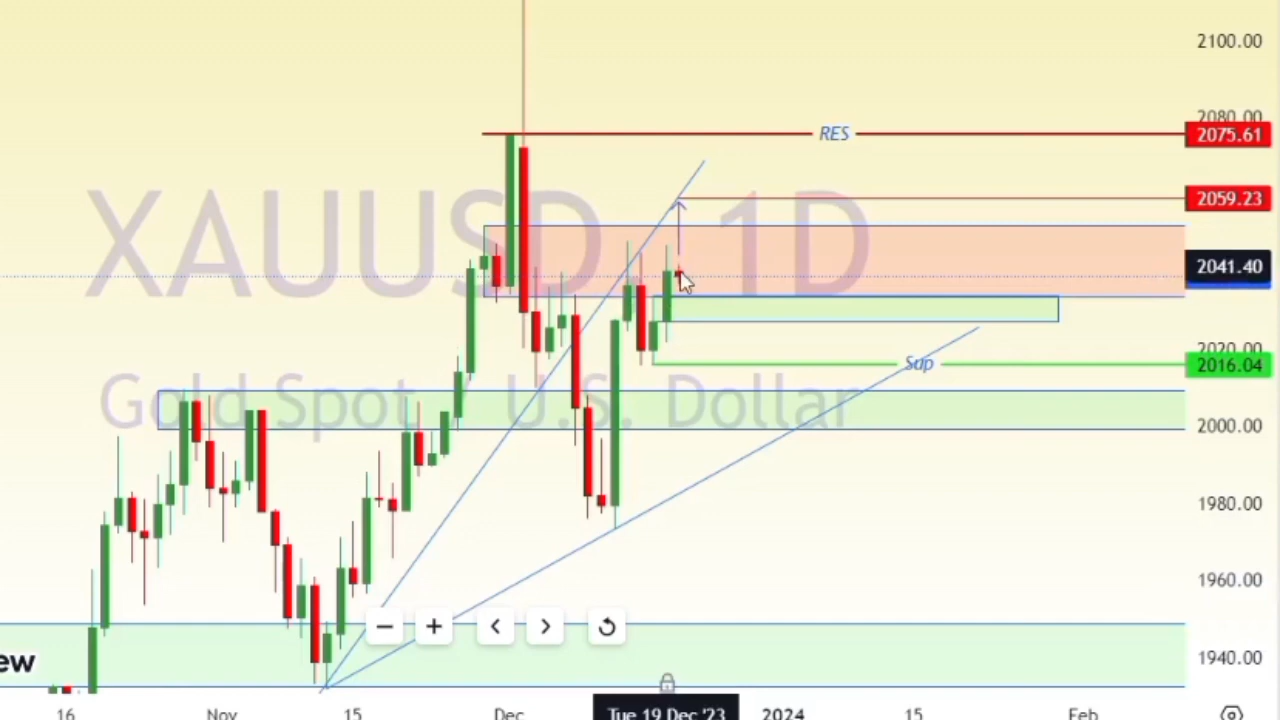 2100.00
2080.00
RES
2075.61
XAUUSD 1D
2059.23
2041.40
2020.00
Sup
2016.04
Gold Spot U.S. Dollar
2000.00
1980.00
1960.00
ew
1940.00
16 Nov 15 Dec Tue 19 Dec '23 2024 15 Feb